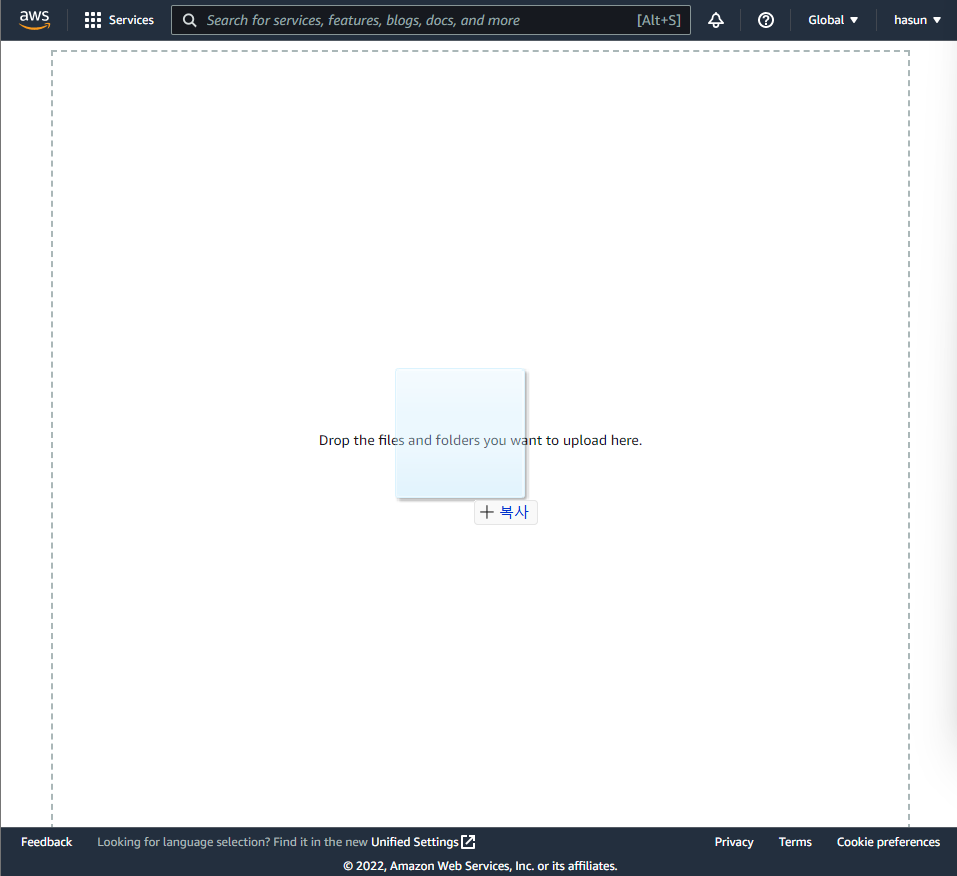 aws Services Search for services, features, blogs, docs, and more [Alt+S] Global hasun
Drop the files and folders you want to upload here.
복사
Feedback Looking for language selection? Find it in the new Unified Settings Privacy Terms Cookie preferences
© 2022, Amazon Web Services, Inc. or its affiliates.